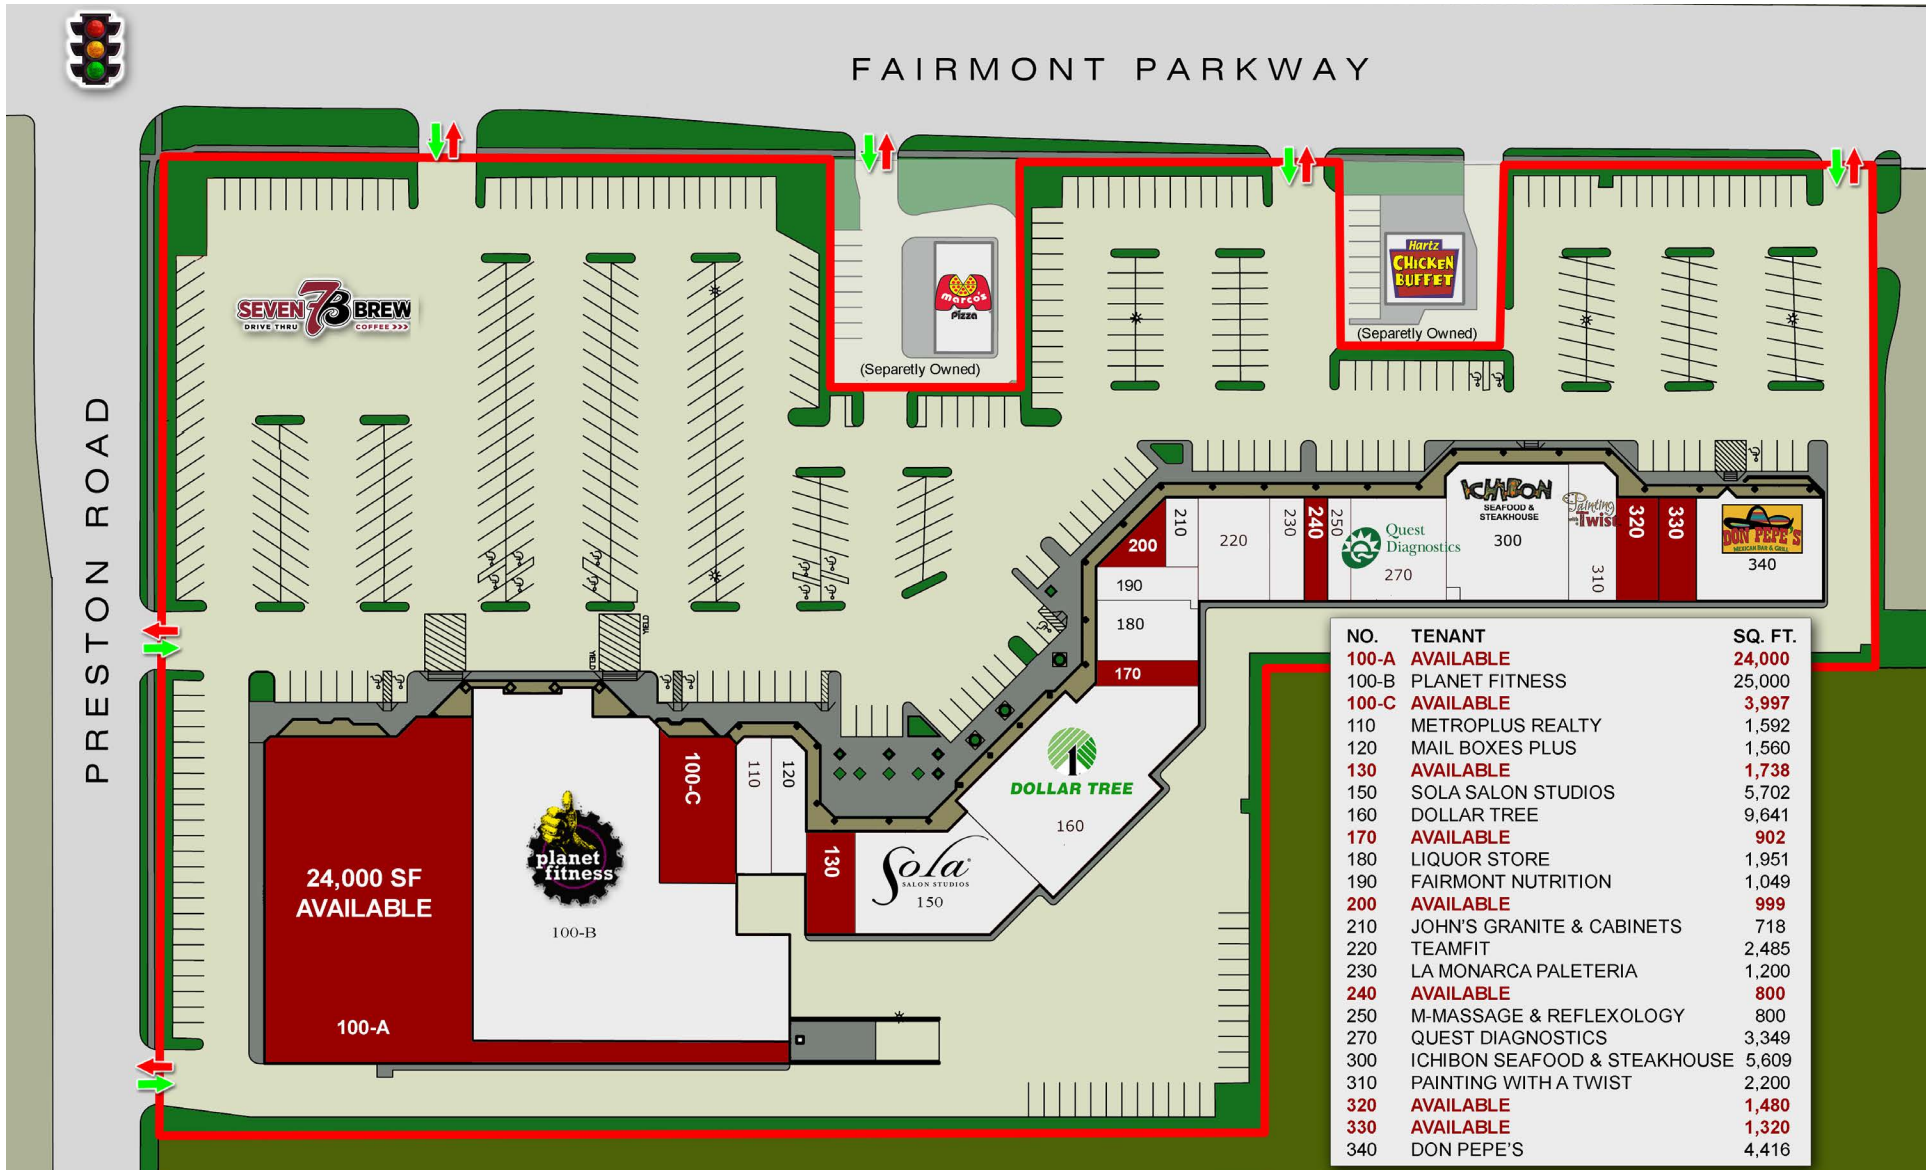 FAIRMONT PARKWAY
PRESTON ROAD
SEVEN 7B BREW
DRIVE THRU COFFEE >>>
marco's
Pizza
(Separetly Owned)
Hartz
CHICKEN
BUFFET
(Separetly Owned)
YIELD
YIELD
200
210
220
230
240
250
Quest
Diagnostics
270
ICHIBON
SEAFOOD &
STEAKHOUSE
300
Painting
with a
Twist
310
320
330
DON PEPE'S
MEXICAN BAR & GRILL
340
190
180
170
DOLLAR TREE
160
100-C
110
120
130
Sola
SALON STUDIOS
150
planet
fitness
100-B
24,000 SF
AVAILABLE
100-A
NO. TENANT SQ. FT.
100-A AVAILABLE 24,000
100-B PLANET FITNESS 25,000
100-C AVAILABLE 3,997
110 METROPLUS REALTY 1,592
120 MAIL BOXES PLUS 1,560
130 AVAILABLE 1,738
150 SOLA SALON STUDIOS 5,702
160 DOLLAR TREE 9,641
170 AVAILABLE 902
180 LIQUOR STORE 1,951
190 FAIRMONT NUTRITION 1,049
200 AVAILABLE 999
210 JOHN'S GRANITE & CABINETS 718
220 TEAMFIT 2,485
230 LA MONARCA PALETERIA 1,200
240 AVAILABLE 800
250 M-MASSAGE & REFLEXOLOGY 800
270 QUEST DIAGNOSTICS 3,349
300 ICHIBON SEAFOOD & STEAKHOUSE 5,609
310 PAINTING WITH A TWIST 2,200
320 AVAILABLE 1,480
330 AVAILABLE 1,320
340 DON PEPE'S 4,416